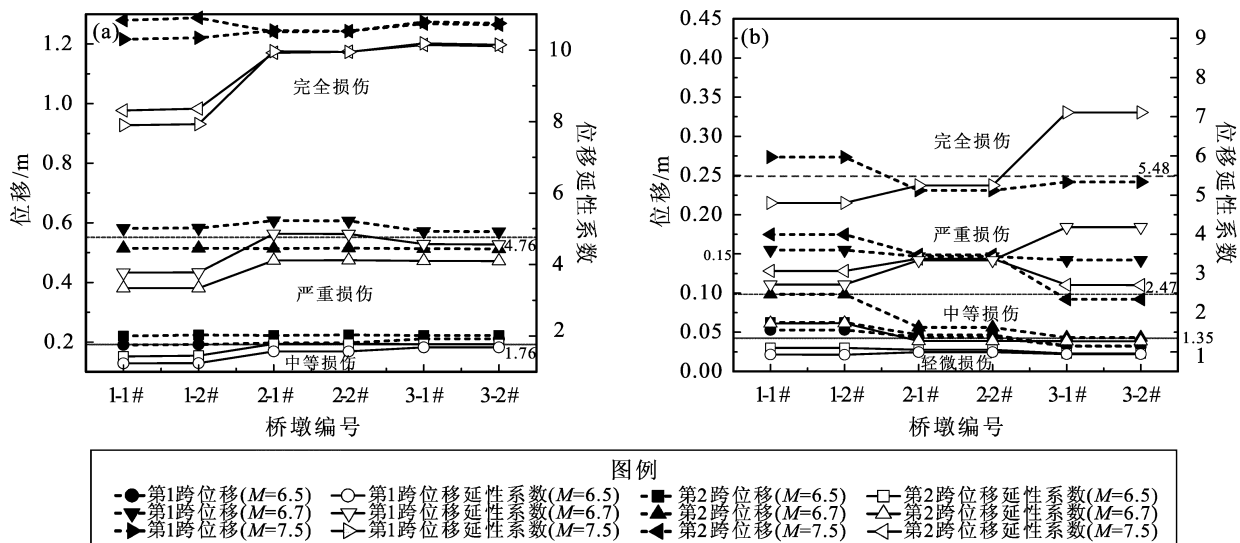 (a)
1.2
1.0
0.8
0.6
0.4
0.2
位移/m
10
8
6
4
2
位移延性系数
完全损伤
4.76
严重损伤
1.76
中等损伤
1-1# 1-2# 2-1# 2-2# 3-1# 3-2#
桥墩编号
(b)
0.45
0.40
0.35
0.30
0.25
0.20
0.15
0.15
0.10
0.05
0.00
位移/m
9
8
7
6
5
4
3
2
1
位移延性系数
完全损伤
5.48
严重损伤
2.47
中等损伤
1.35
轻微损伤
1-1# 1-2# 2-1# 2-2# 3-1# 3-2#
桥墩编号
图例
第1跨位移(M=6.5) 第1跨位移延性系数(M=6.5) 第2跨位移(M=6.5) 第2跨位移延性系数(M=6.5)
第1跨位移(M=6.7) 第1跨位移延性系数(M=6.7) 第2跨位移(M=6.7) 第2跨位移延性系数(M=6.7)
第1跨位移(M=7.5) 第1跨位移延性系数(M=7.5) 第2跨位移(M=7.5) 第2跨位移延性系数(M=7.5)